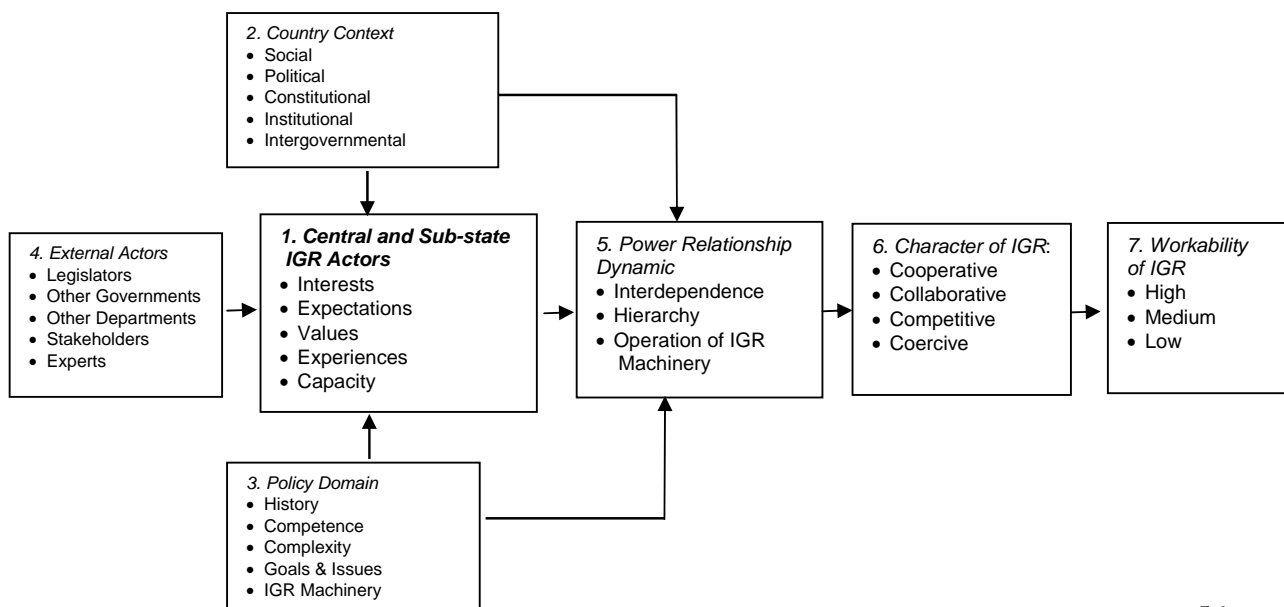 2. Country Context
• Social
• Political
• Constitutional
• Institutional
• Intergovernmental
4. External Actors
• Legislators
• Other Governments
• Other Departments
• Stakeholders
• Experts
1. Central and Sub-state
IGR Actors
• Interests
• Expectations
• Values
• Experiences
• Capacity
5. Power Relationship
Dynamic
• Interdependence
• Hierarchy
• Operation of IGR
Machinery
6. Character of IGR:
• Cooperative
• Collaborative
• Competitive
• Coercive
7. Workability
of IGR
• High
• Medium
• Low
3. Policy Domain
• History
• Competence
• Complexity
• Goals & Issues
• IGR Machinery